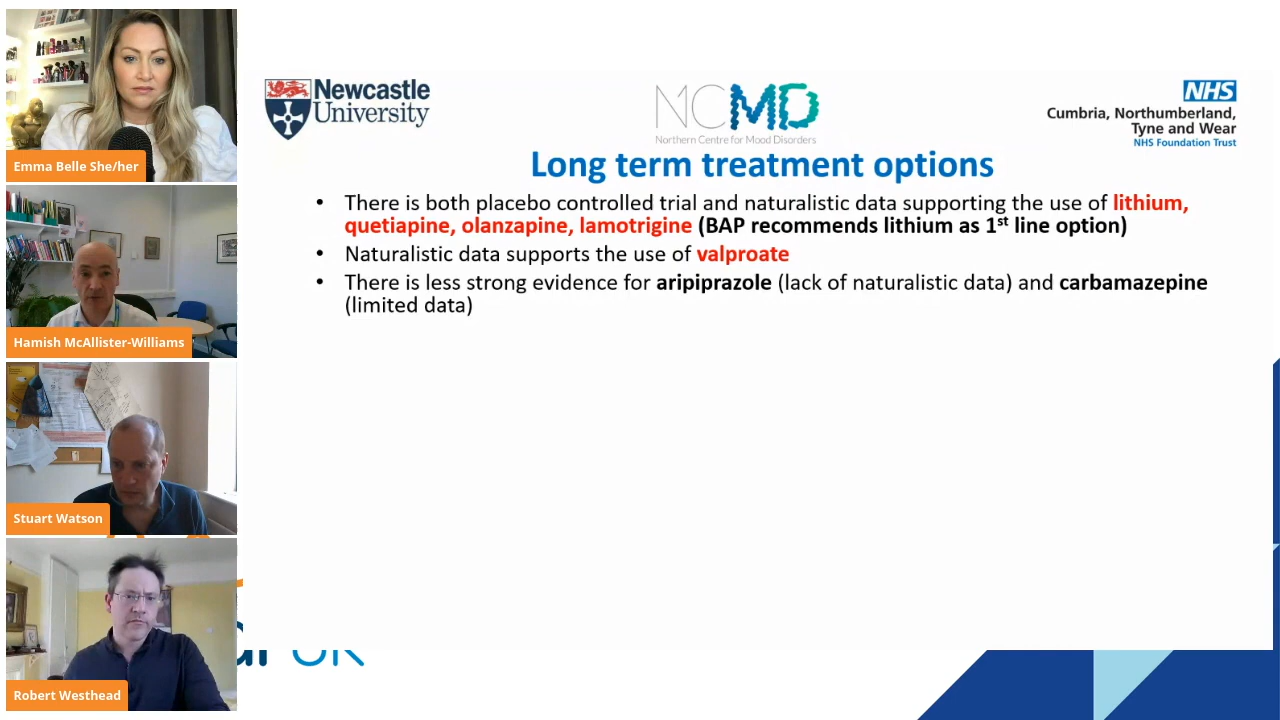 Emma Belle She/her
Hamish McAllister-Williams
Stuart Watson
Robert Westhead
Newcastle
University
NCMD
Northern Centre for Mood Disorders
NHS
Cumbria, Northumberland,
Tyne and Wear
NHS Foundation Trust
Long term treatment options
• There is both placebo controlled trial and naturalistic data supporting the use of lithium,
quetiapine, olanzapine, lamotrigine (BAP recommends lithium as 1st line option)
• Naturalistic data supports the use of valproate
• There is less strong evidence for aripiprazole (lack of naturalistic data) and carbamazepine
(limited data)
UK